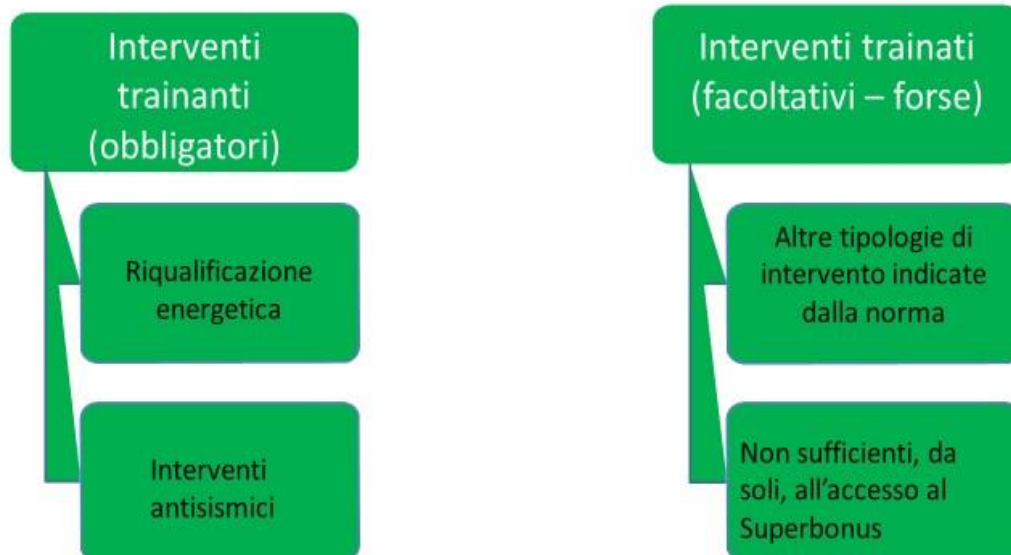 Interventi
trainanti
(obbligatori)
Riqualificazione
energetica
Interventi
antisismici
Interventi trainati
(facoltativi – forse)
Altre tipologie di
intervento indicate
dalla norma
Non sufficienti, da
soli, all’accesso al
Superbonus